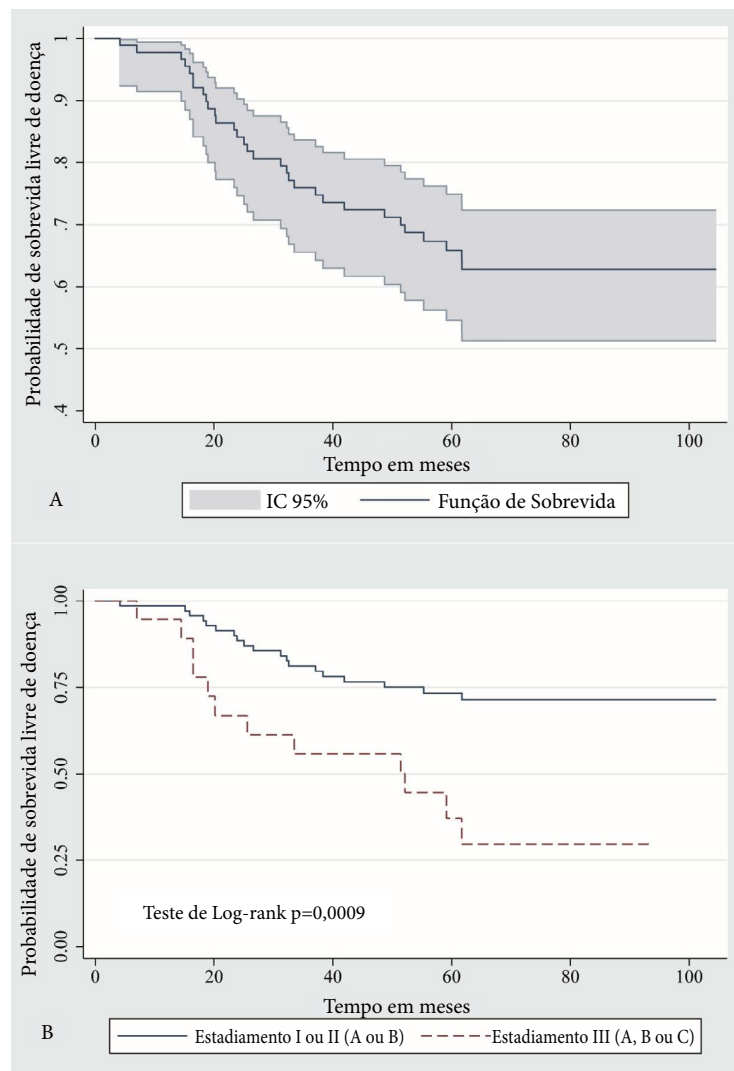 Probabilidade de sobrevida livre de doença
1
.9
.8
.7
.6
.5
.4
0 20 40 60 80 100
Tempo em meses
A
IC 95% Função de Sobrevida
Probabilidade de sobrevida livre de doença
1.00
0.75
0.50
0.25
0.00
Teste de Log-rank p=0,0009
0 20 40 60 80 100
Tempo em meses
B
Estadiamento I ou II (A ou B) Estadiamento III (A, B ou C)